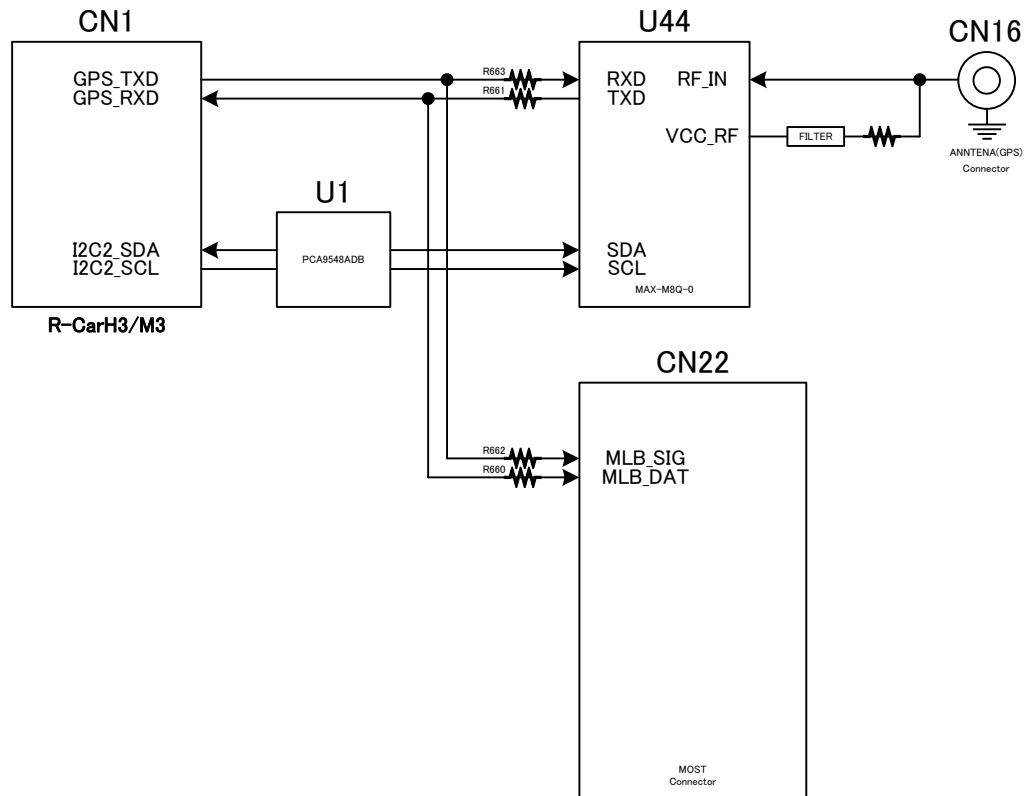 CN1
GPS_TXD
GPS_RXD
I2C2_SDA
I2C2_SCL
R-CarH3/M3
U1
PCA9548ADB
R663
R661
U44
RXD
TXD
RF_IN
VCC_RF
SDA
SCL
MAX-M8Q-0
FILTER
CN16
ANNTENA(GPS)
Connector
CN22
R662
R660
MLB_SIG
MLB_DAT
MOST
Connector